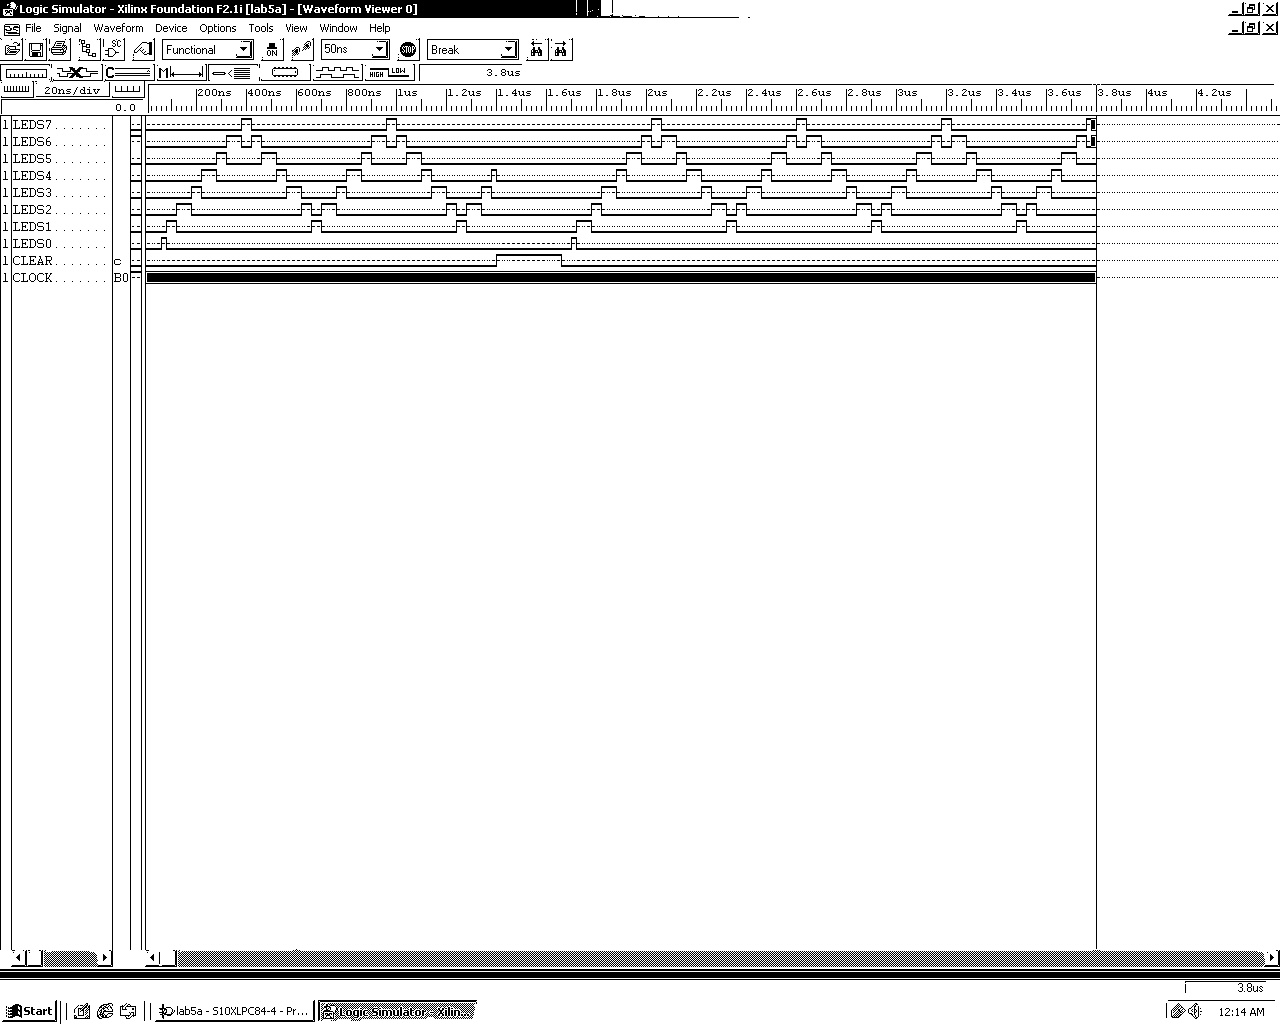 Logic Simulator - Xilinx Foundation F2.1i [lab5a] - [Waveform Viewer 0]
File Signal Waveform Device Options Tools View Window Help
Functional ON 50ns STOP Break
C M HIGH LOW 3.8us
20ns/div 200ns 400ns 600ns 800ns 1us 1.2us 1.4us 1.6us 1.8us 2us 2.2us 2.4us 2.6us 2.8us 3us 3.2us 3.4us 3.6us 3.8us 4us 4.2us
0.0
1 LEDS7........
1 LEDS6........
1 LEDS5........
1 LEDS4........
1 LEDS3........
1 LEDS2........
1 LEDS1........
1 LEDS0........
1 CLEAR........ c
1 CLOCK........ B0
3.8us
Start lab5a - S10XLPC84-4 - Pr... Logic Simulator - Xilin... 12:14 AM